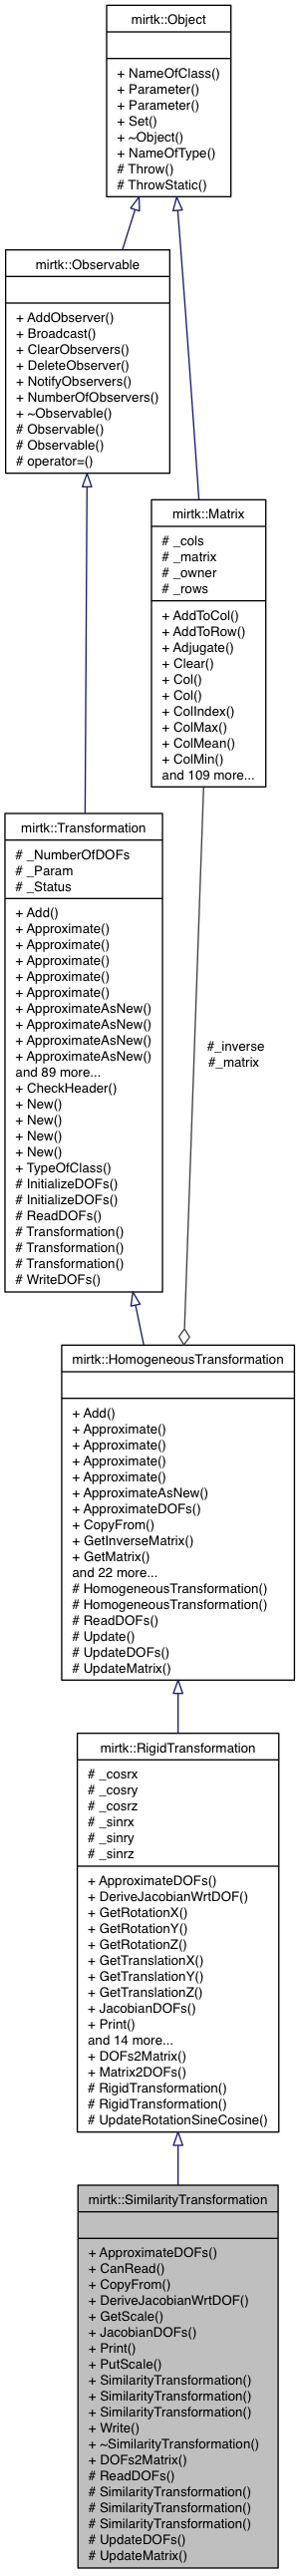 mirtk::Object
+ NameOfClass()
+ Parameter()
+ Parameter()
+ Set()
+ ~Object()
+ NameOfType()
# Throw()
# ThrowStatic()
mirtk::Observable
+ AddObserver()
+ Broadcast()
+ ClearObservers()
+ DeleteObserver()
+ NotifyObservers()
+ NumberOfObservers()
+ ~Observable()
# Observable()
# Observable()
# operator=()
mirtk::Matrix
# _cols
# _matrix
# _owner
# _rows
+ AddToCol()
+ AddToRow()
+ Adjugate()
+ Clear()
+ Col()
+ Col()
+ ColIndex()
+ ColMax()
+ ColMean()
+ ColMin()
and 109 more...
mirtk::Transformation
# _NumberOfDOFs
# _Param
# _Status
+ Add()
+ Approximate()
+ Approximate()
+ Approximate()
+ Approximate()
+ Approximate()
+ ApproximateAsNew()
+ ApproximateAsNew()
+ ApproximateAsNew()
+ ApproximateAsNew()
and 89 more...
+ CheckHeader()
+ New()
+ New()
+ New()
+ New()
+ TypeOfClass()
# InitializeDOFs()
# InitializeDOFs()
# ReadDOFs()
# Transformation()
# Transformation()
# Transformation()
# WriteDOFs()
#_inverse
#_matrix
mirtk::HomogeneousTransformation
+ Add()
+ Approximate()
+ Approximate()
+ Approximate()
+ Approximate()
+ ApproximateAsNew()
+ ApproximateDOFs()
+ CopyFrom()
+ GetInverseMatrix()
+ GetMatrix()
and 22 more...
# HomogeneousTransformation()
# HomogeneousTransformation()
# ReadDOFs()
# Update()
# UpdateDOFs()
# UpdateMatrix()
mirtk::RigidTransformation
# _cosrx
# _cosry
# _cosrz
# _sinrx
# _sinry
# _sinrz
+ ApproximateDOFs()
+ DeriveJacobianWrtDOF()
+ GetRotationX()
+ GetRotationY()
+ GetRotationZ()
+ GetTranslationX()
+ GetTranslationY()
+ GetTranslationZ()
+ JacobianDOFs()
+ Print()
and 14 more...
+ DOFs2Matrix()
+ Matrix2DOFs()
# RigidTransformation()
# RigidTransformation()
# UpdateRotationSineCosine()
mirtk::SimilarityTransformation
+ ApproximateDOFs()
+ CanRead()
+ CopyFrom()
+ DeriveJacobianWrtDOF()
+ GetScale()
+ JacobianDOFs()
+ Print()
+ PutScale()
+ SimilarityTransformation()
+ SimilarityTransformation()
+ SimilarityTransformation()
+ Write()
+ ~SimilarityTransformation()
+ DOFs2Matrix()
# ReadDOFs()
# SimilarityTransformation()
# SimilarityTransformation()
# SimilarityTransformation()
# UpdateDOFs()
# UpdateMatrix()